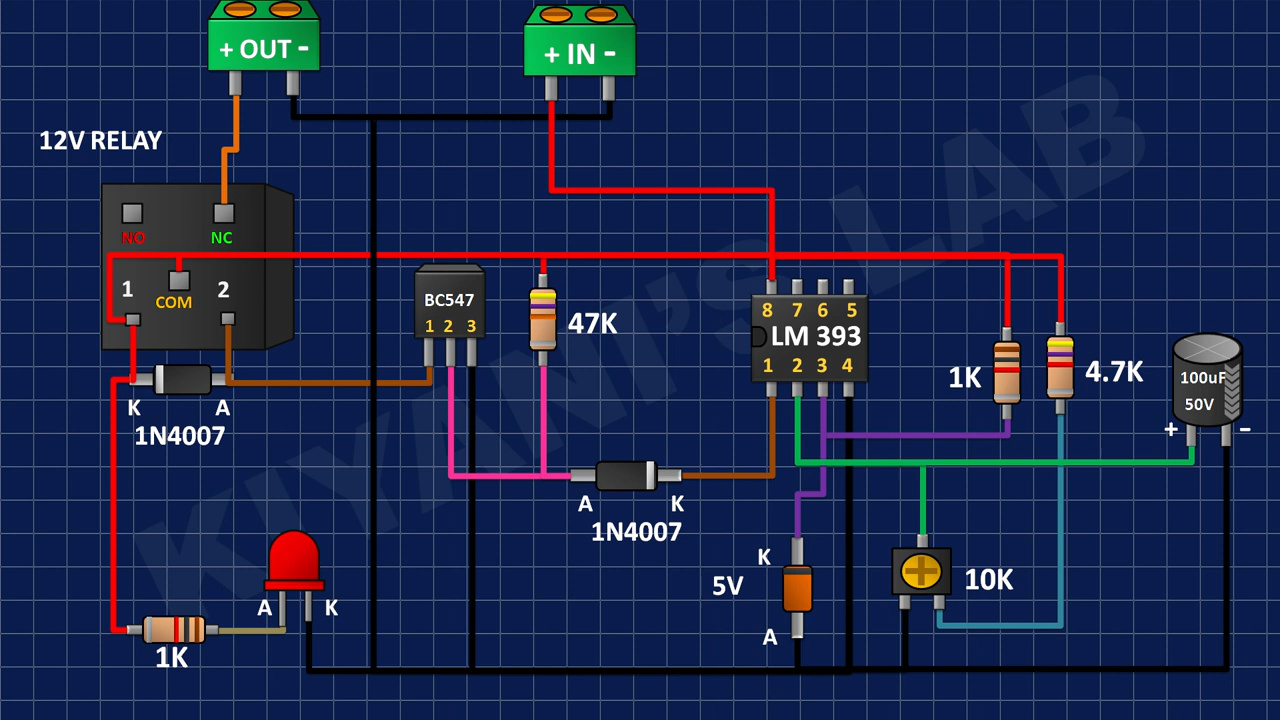 + OUT -
+ IN -
12V RELAY
NO
NC
1
COM
2
BC547
1 2 3
47K
8 7 6 5
LM 393
1 2 3 4
1K
4.7K
100uF
50V
+ -
K A
1N4007
A K
1N4007
K
5V
A
10K
A K
1K
KIYANI'S LAB